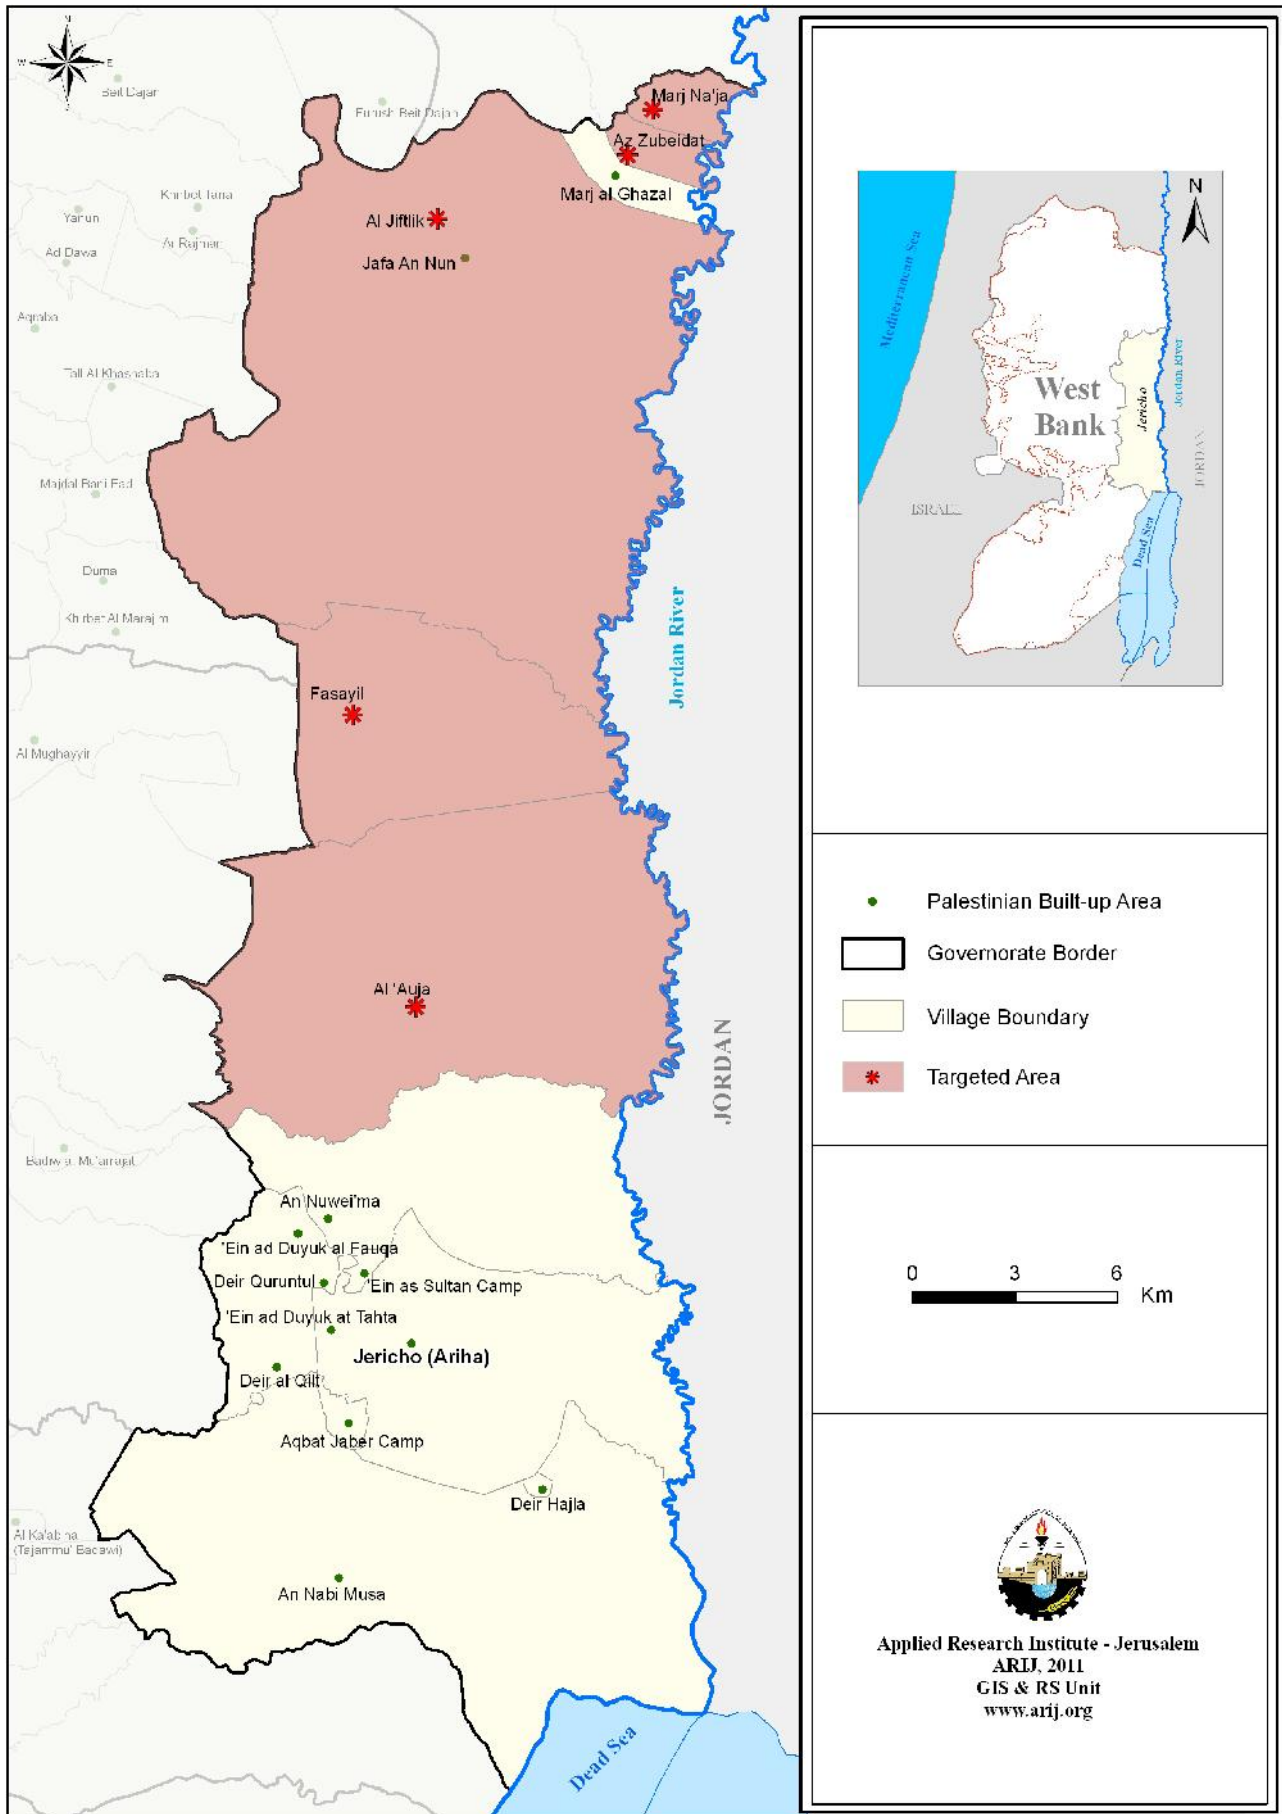 N
W
E
Beit Dajan
Furush Beit Dajan
Marj Na'ja
Az Zubeidat
Marj al Ghazal
Khirbet Tana
Yanun
Ar Rajman
Ad Dawa
Al Jiftlik
Jafa An Nun
Aqraba
Tall Al Khashaba
Majdal Bani Fad
Duma
Khirbet Al Marajim
Jordan River
Fasayil
Al Mughayyir
Al 'Auja
JORDAN
An Nuwei'ma
'Ein ad Duyuk al Fauqa
Deir Quruntul
'Ein as Sultan Camp
'Ein ad Duyuk at Tahta
Jericho (Ariha)
Deir al Qilt
Aqbat Jaber Camp
Deir Hajla
Al Ka'abna
(Tajammu' Badawi)
An Nabi Musa
Dead Sea
N
Mediterranean Sea
West
Bank
Jericho
Jordan River
JORDAN
ISRAEL
Dead Sea
Palestinian Built-up Area
Governorate Border
Village Boundary
Targeted Area
0 3 6
Km
Applied Research Institute - Jerusalem
ARIJ, 2011
GIS & RS Unit
www.arij.org